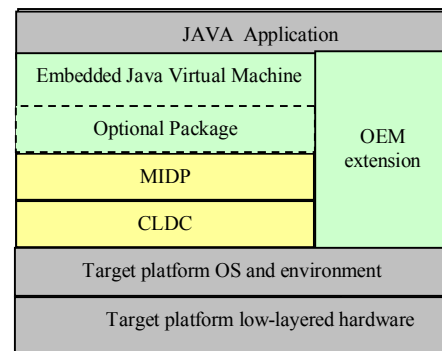 JAVA Application
Embedded Java Virtual Machine
Optional Package
OEM
extension
MIDP
CLDC
Target platform OS and environment
Target platform low-layered hardware